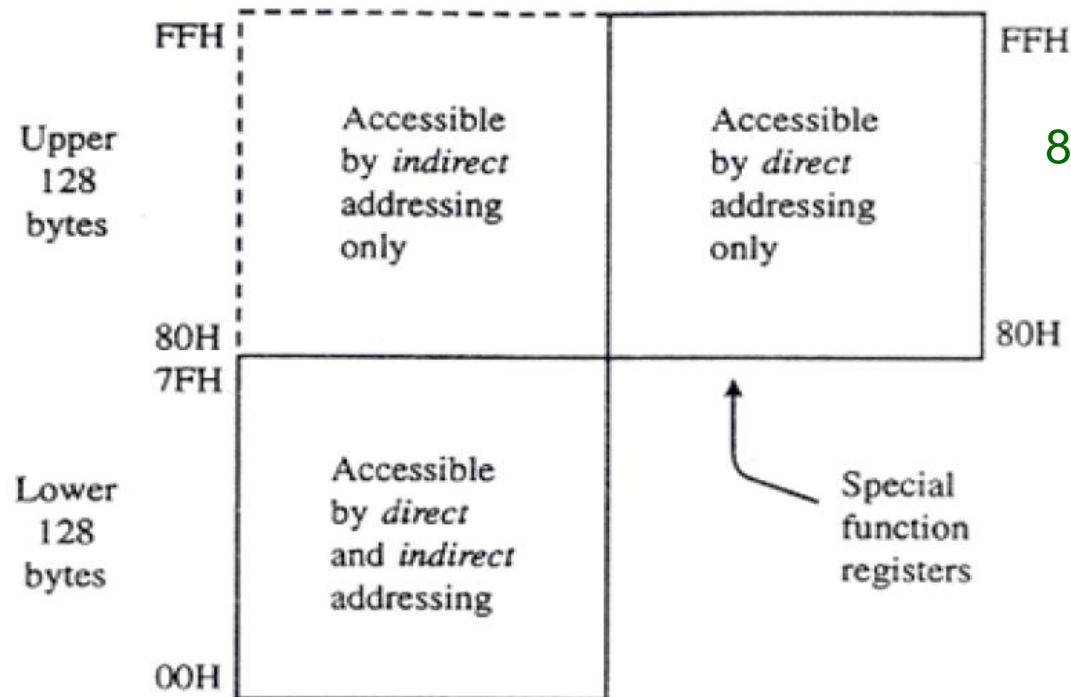 FFH
Upper
128
bytes
80H
Accessible
by indirect
addressing
only
Accessible
by direct
addressing
only
FFH
8
80H
7FH
Lower
128
bytes
00H
Accessible
by direct
and indirect
addressing
Special
function
registers